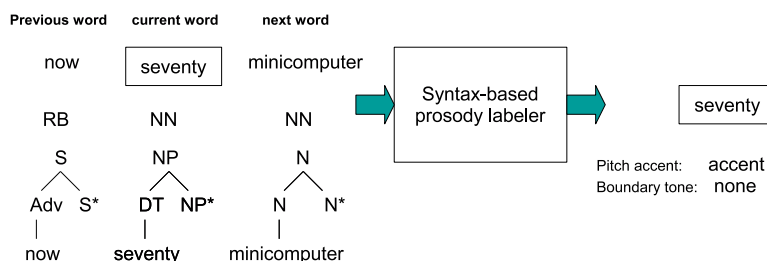 Previous word current word next word
now seventy minicomputer
Syntax-based
prosody labeler
seventy
RB NN NN
S NP N
Pitch accent: accent
Boundary tone: none
Adv S* DT NP* N N*
now seventy minicomputer